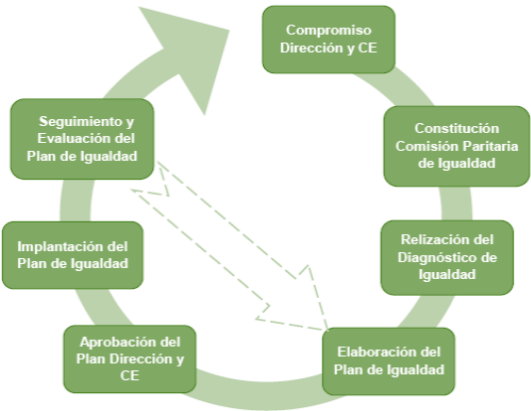 Compromiso
Dirección y CE
Constitución
Comisión Paritaria
de Igualdad
Relización del
Diagnóstico de
Igualdad
Elaboración del
Plan de Igualdad
Aprobación del
Plan Dirección y
CE
Implantación del
Plan de Igualdad
Seguimiento y
Evaluación del
Plan de Igualdad